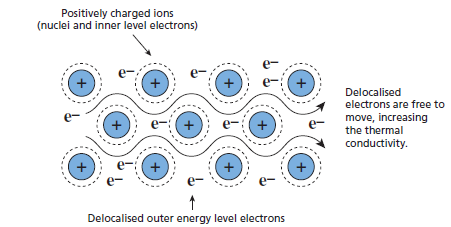 Positively charged ions
(nuclei and inner level electrons)
e−
e−
e−
e−
+ + + +
Delocalised
electrons are free to
move, increasing
the thermal
conductivity.
e−
+ e− + e− + e−
e−
+ + + +
e− e− e−
Delocalised outer energy level electrons